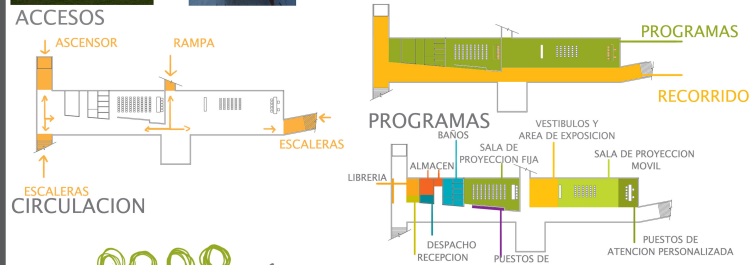 ACCESOS
ASCENSOR
RAMPA
ESCALERAS
ESCALERAS
CIRCULACION
PROGRAMAS
RECORRIDO
PROGRAMAS
BAÑOS
VESTIBULOS Y
AREA DE EXPOSICION
SALA DE
PROYECCION FIJA
SALA DE PROYECCION
MOVIL
ALMACEN
LIBRERIA
DESPACHO
RECEPCION
PUESTOS DE
PUESTOS DE
ATENCION PERSONALIZADA